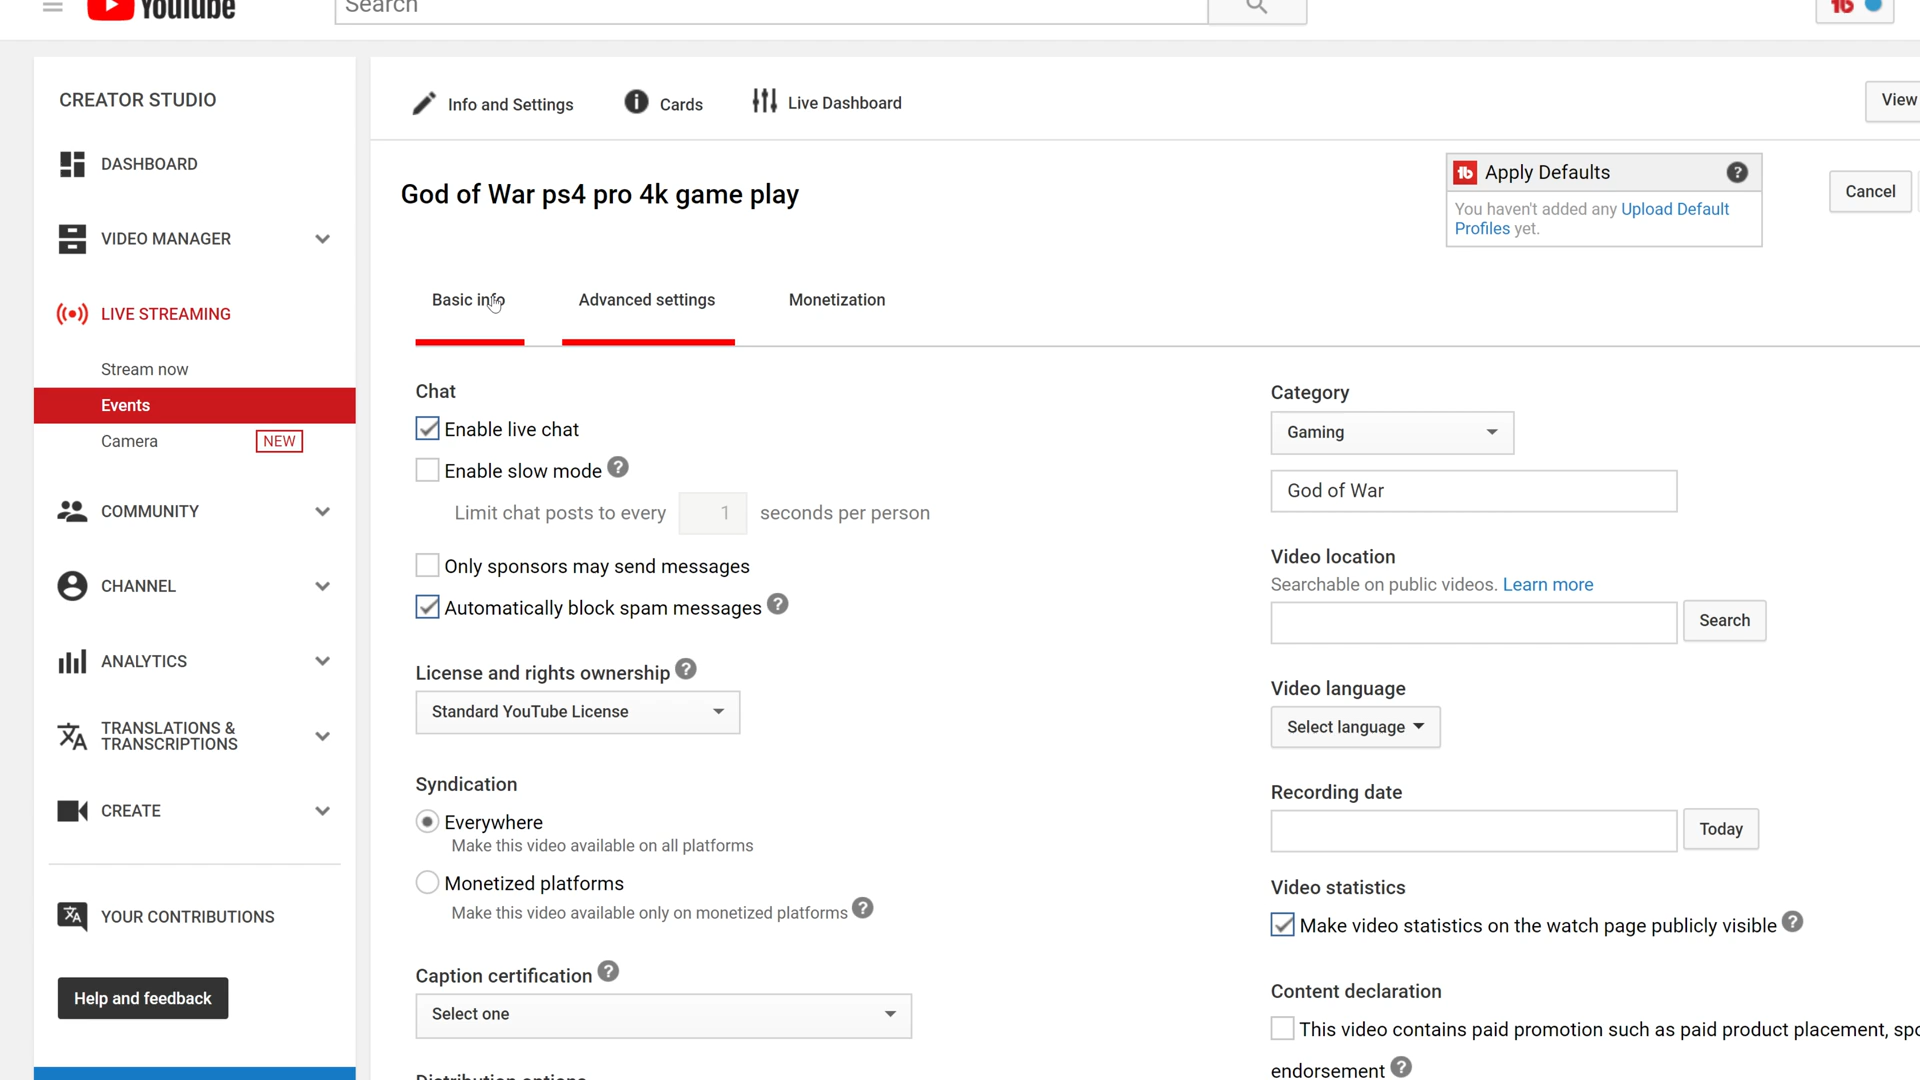 YouTube
Search
CREATOR STUDIO
DASHBOARD
VIDEO MANAGER
LIVE STREAMING
Stream now
Events
Camera NEW
COMMUNITY
CHANNEL
ANALYTICS
TRANSLATIONS &
TRANSCRIPTIONS
CREATE
YOUR CONTRIBUTIONS
Help and feedback
Info and Settings
Cards
Live Dashboard
View
God of War ps4 pro 4k game play
Apply Defaults
You haven't added any Upload Default
Profiles yet.
Cancel
Basic info
Advanced settings
Monetization
Chat
Enable live chat
Enable slow mode
Limit chat posts to every 1 seconds per person
Only sponsors may send messages
Automatically block spam messages
License and rights ownership
Standard YouTube License
Syndication
Everywhere
Make this video available on all platforms
Monetized platforms
Make this video available only on monetized platforms
Caption certification
Select one
Distribution options
Category
Gaming
God of War
Video location
Searchable on public videos. Learn more
Search
Video language
Select language
Recording date
Today
Video statistics
Make video statistics on the watch page publicly visible
Content declaration
This video contains paid promotion such as paid product placement, spo
endorsement